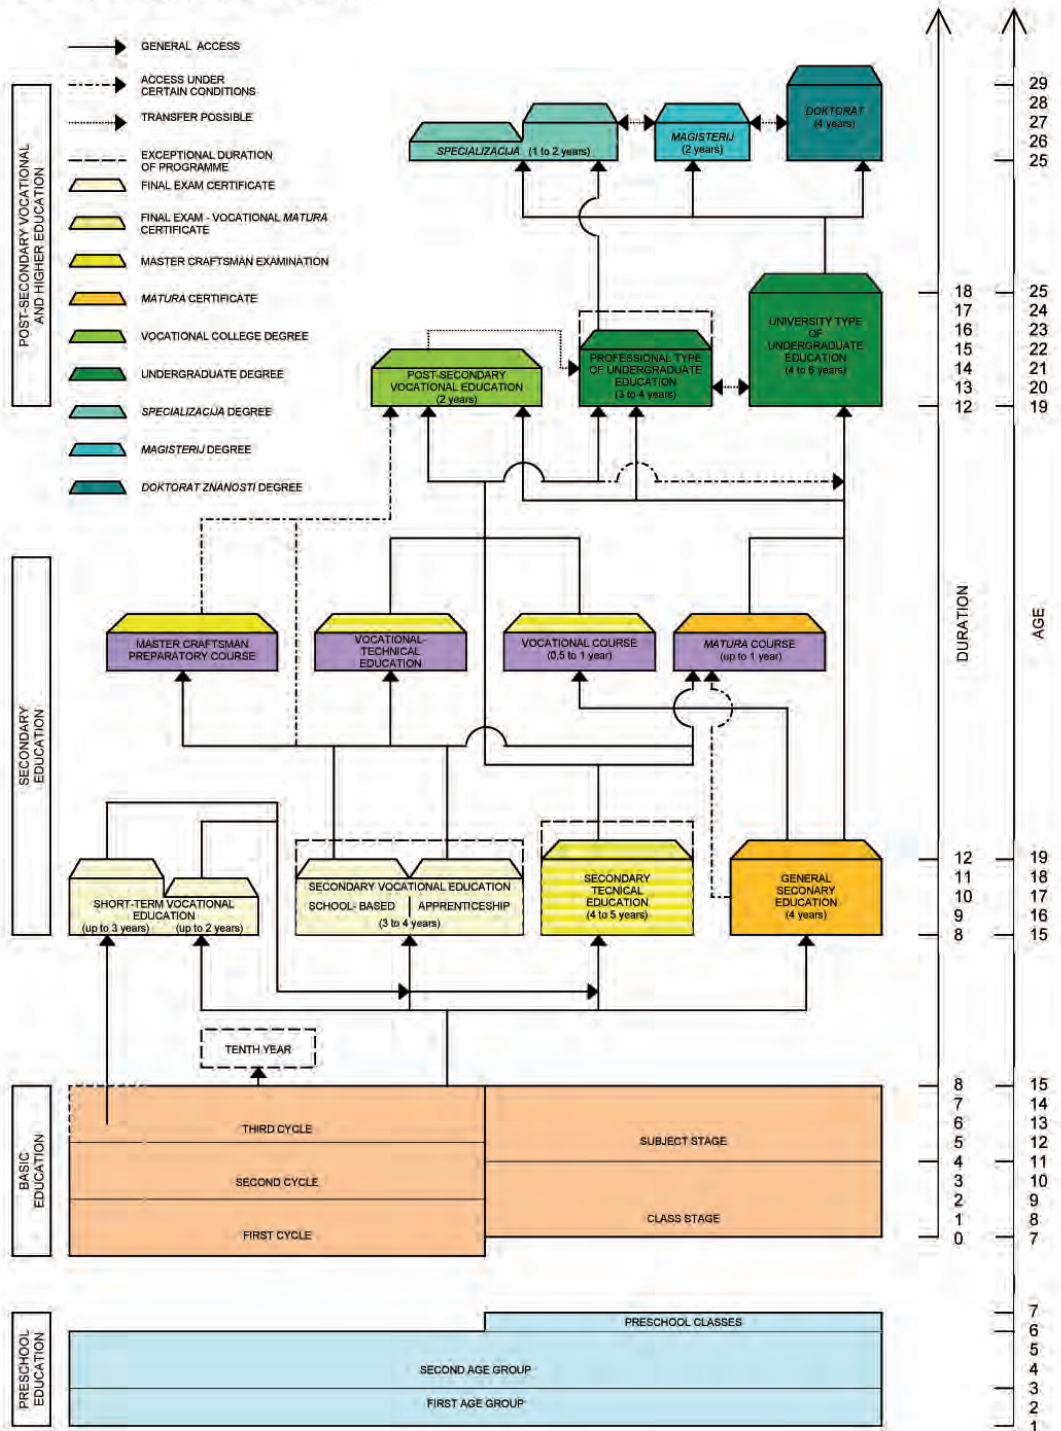 GENERAL ACCESS
ACCESS UNDER
CERTAIN CONDITIONS
TRANSFER POSSIBLE
EXCEPTIONAL DURATION
OF PROGRAMME
FINAL EXAM CERTIFICATE
FINAL EXAM - VOCATIONAL MATURA
CERTIFICATE
MASTER CRAFTSMAN EXAMINATION
MATURA CERTIFICATE
VOCATIONAL COLLEGE DEGREE
UNDERGRADUATE DEGREE
SPECIALIZACIJA DEGREE
MAGISTERIJ DEGREE
DOKTORAT ZNANOSTI DEGREE
POST-SECONDARY VOCATIONAL
AND HIGHER EDUCATION
SPECIALIZACIJA (1 to 2 years)
MAGISTERIJ
(2 years)
DOKTORAT
(4 years)
29
28
27
26
25
POST-SECONDARY
VOCATIONAL EDUCATION
(2 years)
PROFESSIONAL TYPE
OF UNDERGRADUATE
EDUCATION
(3 to 4 years)
UNIVERSITY TYPE
OF
UNDERGRADUATE
EDUCATION
(4 to 6 years)
18 25
17 24
16 23
15 22
14 21
13 20
12 19
SECONDARY
EDUCATION
MASTER CRAFTSMAN
PREPARATORY COURSE
VOCATIONAL-
TECHNICAL
EDUCATION
VOCATIONAL COURSE
(0,5 to 1 year)
MATURA COURSE
(up to 1 year)
DURATION
AGE
SHORT-TERM VOCATIONAL
EDUCATION
(up to 3 years) (up to 2 years)
SECONDARY VOCATIONAL EDUCATION
SCHOOL- BASED APPRENTICESHIP
(3 to 4 years)
SECONDARY
TECNICAL
EDUCATION
(4 to 5 years)
GENERAL
SECONARY
EDUCATION
(4 years)
12 19
11 18
10 17
9 16
8 15
TENTH YEAR
BASIC
EDUCATION
THIRD CYCLE
SECOND CYCLE
FIRST CYCLE
SUBJECT STAGE
CLASS STAGE
8 15
7 14
6 13
5 12
4 11
3 10
2 9
1 8
0 7
PRESCHOOL
EDUCATION
PRESCHOOL CLASSES
SECOND AGE GROUP
FIRST AGE GROUP
7
6
5
4
3
2
1